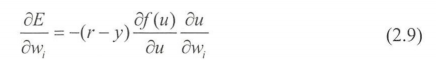 ∂E/∂w_i = −(r − y) ∂f(u)/∂u ∂u/∂w_i (2.9)